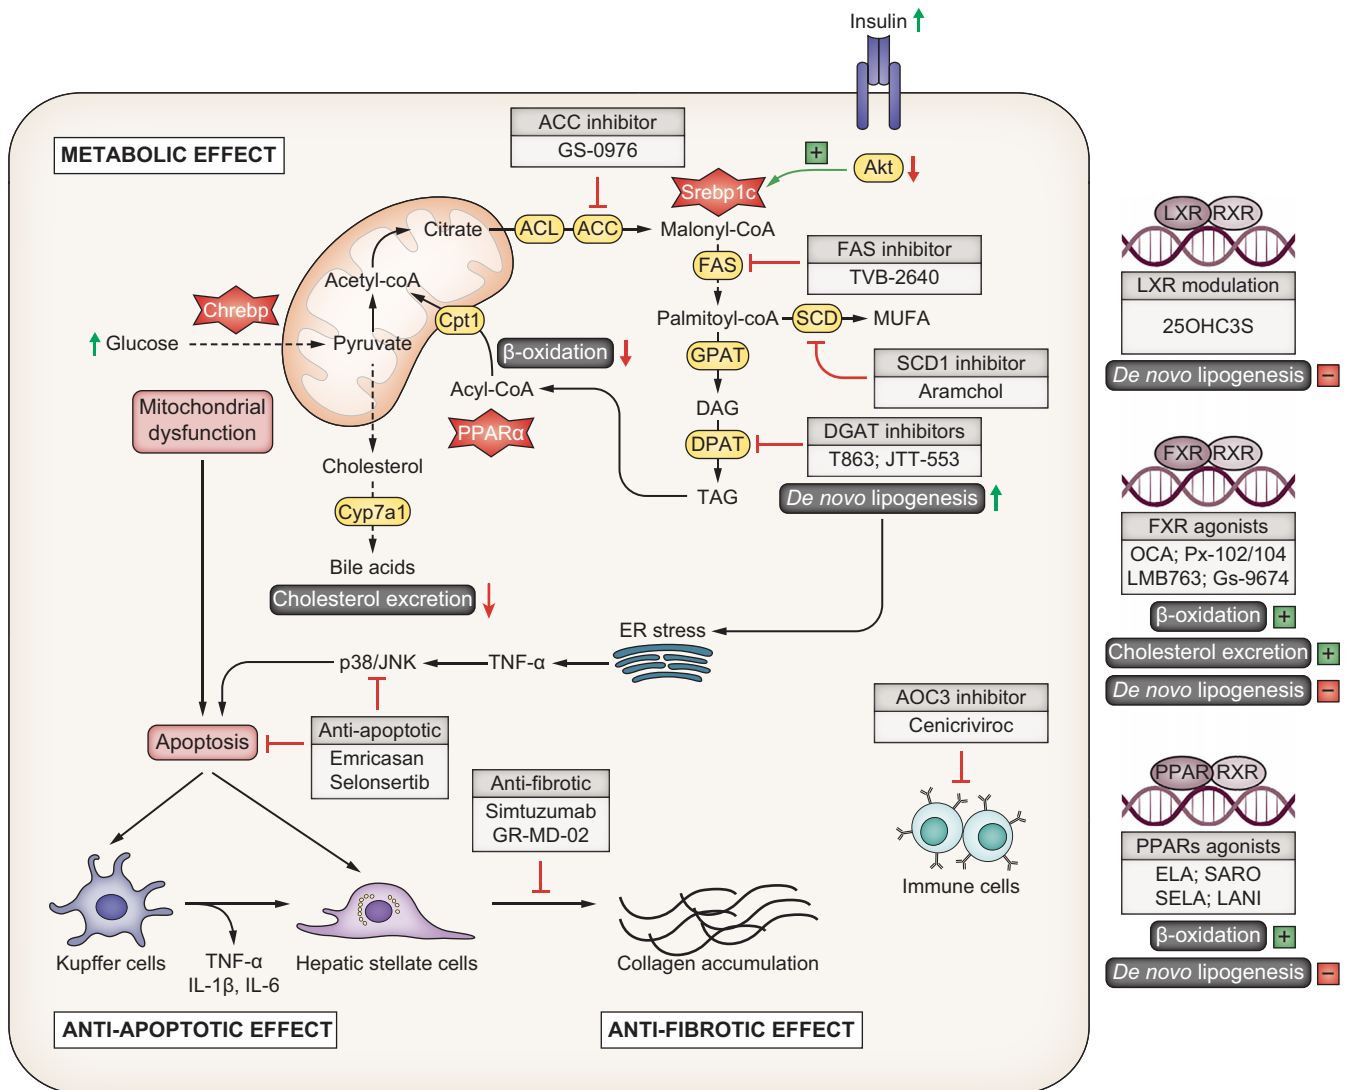 Insulin
METABOLIC EFFECT
ACC inhibitor
GS-0976
+
Akt
Srebp1c
Citrate
ACL
ACC
Malonyl-CoA
FAS
FAS inhibitor
TVB-2640
Acetyl-coA
Chrebp
Cpt1
Glucose
Pyruvate
Palmitoyl-coA
SCD
MUFA
β-oxidation
GPAT
SCD1 inhibitor
Aramchol
Acyl-CoA
PPARα
DAG
Mitochondrial
dysfunction
DPAT
DGAT inhibitors
T863; JTT-553
Cholesterol
TAG
De novo lipogenesis
Cyp7a1
Bile acids
Cholesterol excretion
ER stress
p38/JNK
TNF-α
Apoptosis
Anti-apoptotic
Emricasan
Selonsertib
Anti-fibrotic
Simtuzumab
GR-MD-02
AOC3 inhibitor
Cenicriviroc
Immune cells
Kupffer cells
TNF-α
IL-1β, IL-6
Hepatic stellate cells
Collagen accumulation
ANTI-APOPTOTIC EFFECT
ANTI-FIBROTIC EFFECT
LXR
RXR
LXR modulation
25OHC3S
De novo lipogenesis −
FXR
RXR
FXR agonists
OCA; Px-102/104
LMB763; Gs-9674
β-oxidation +
Cholesterol excretion +
De novo lipogenesis −
PPAR
RXR
PPARs agonists
ELA; SARO
SELA; LANI
β-oxidation +
De novo lipogenesis −